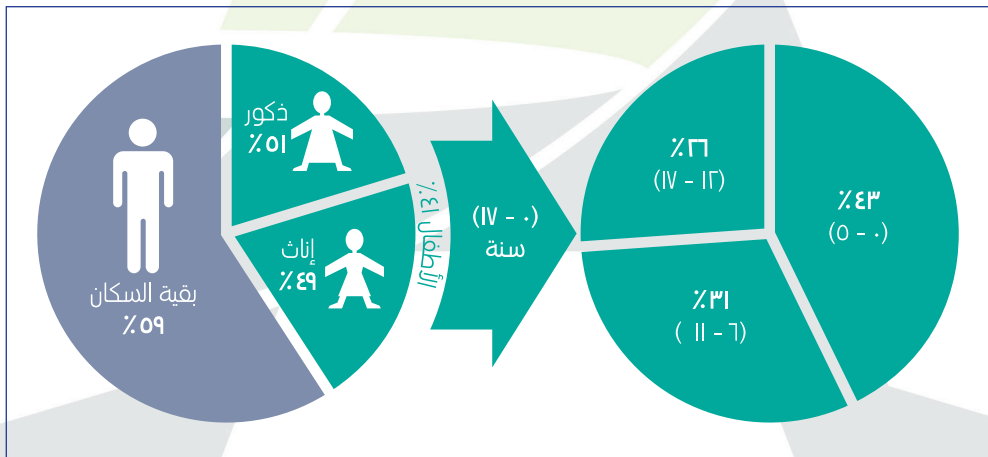 ذكور
٪٥١
إناث
٪٤٩
بقية السكان
٪٥٩
الأطفال ٤١٪
(٠ - ١٧)
سنة
٪٢٦
(١٢ - ١٧)
٪٤٣
(٠ - ٥)
٪٣١
(٦ - ١١)